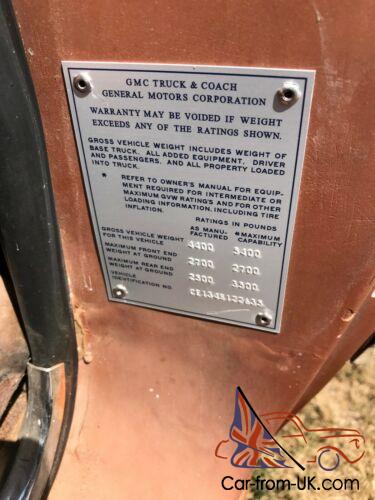 GMC TRUCK & COACH
GENERAL MOTORS CORPORATION
WARRANTY MAY BE VOIDED IF WEIGHT
EXCEEDS ANY OF THE RATINGS SHOWN.
GROSS VEHICLE WEIGHT INCLUDES WEIGHT OF
BASE TRUCK. ALL ADDED EQUIPMENT, DRIVER
AND PASSENGERS. AND ALL PROPERTY LOADED
INTO TRUCK.
* REFER TO OWNER'S MANUAL FOR EQUIP-
MENT REQUIRED FOR INTERMEDIATE OR
MAXIMUM GVW RATINGS AND FOR OTHER
LOADING INFORMATION. INCLUDING TIRE
INFLATION.
RATINGS IN POUNDS
AS MANU- * MAXIMUM
FACTURED CAPABILITY
GROSS VEHICLE WEIGHT
FOR THIS VEHICLE 4400
MAXIMUM FRONT END
WEIGHT AT GROUND 2700 2700
MAXIMUM REAR END
WEIGHT AT GROUND 2300 3300
VEHICLE
IDENTIFICATION NO.
Car-from-UK.com